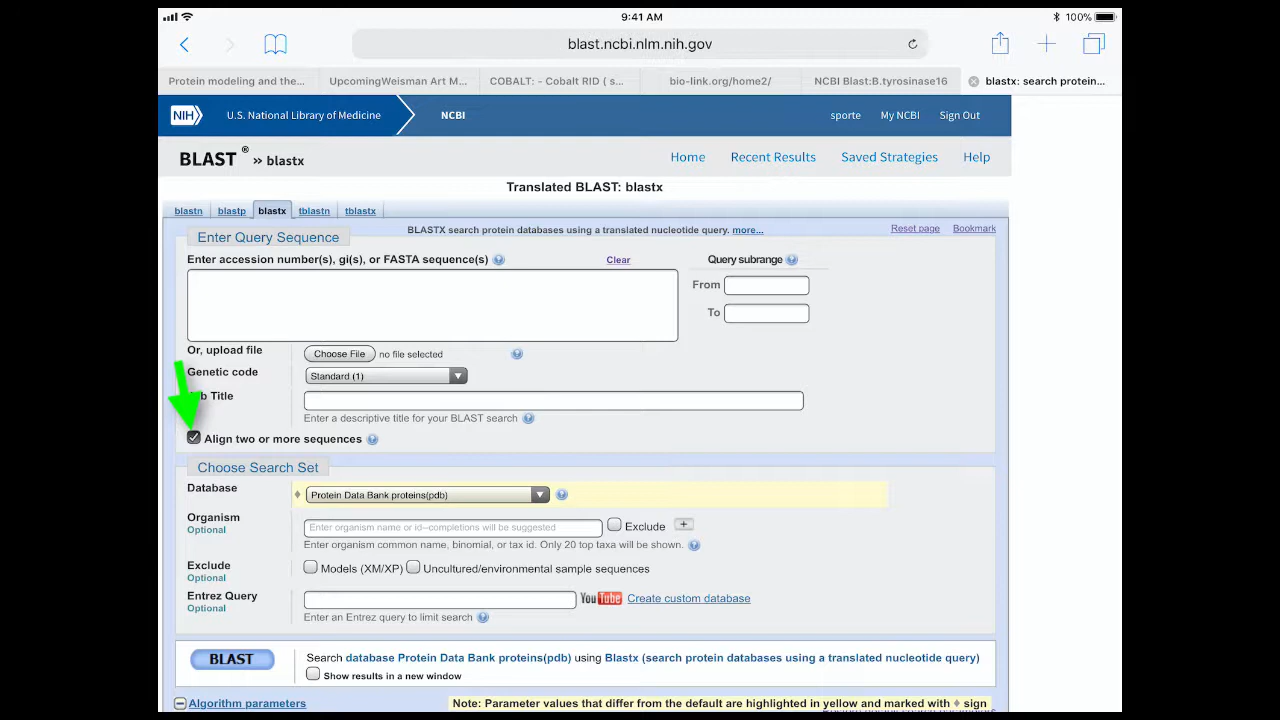 9:41 AM
100%
blast.ncbi.nlm.nih.gov
Protein modeling and the... UpcomingWeisman Art M... COBALT: - Cobalt RID ( s... bio-link.org/home2/ NCBI Blast:B.tyrosinase16 blastx: search protein...
NIH U.S. National Library of Medicine NCBI sporte My NCBI Sign Out
BLAST ® » blastx Home Recent Results Saved Strategies Help
Translated BLAST: blastx
blastn blastp blastx tblastn tblastx
BLASTX search protein databases using a translated nucleotide query. more... Reset page Bookmark
Enter Query Sequence
Enter accession number(s), gi(s), or FASTA sequence(s) Clear Query subrange
From
To
Or, upload file Choose File no file selected
Genetic code Standard (1)
Title
Enter a descriptive title for your BLAST search
Align two or more sequences
Choose Search Set
Database Protein Data Bank proteins(pdb)
Organism
Optional
Enter organism name or id--completions will be suggested Exclude +
Enter organism common name, binomial, or tax id. Only 20 top taxa will be shown.
Exclude
Optional
Models (XM/XP) Uncultured/environmental sample sequences
Entrez Query
Optional
YouTube Create custom database
Enter an Entrez query to limit search
BLAST Search database Protein Data Bank proteins(pdb) using Blastx (search protein databases using a translated nucleotide query)
Show results in a new window
Algorithm parameters Note: Parameter values that differ from the default are highlighted in yellow and marked with ♦ sign